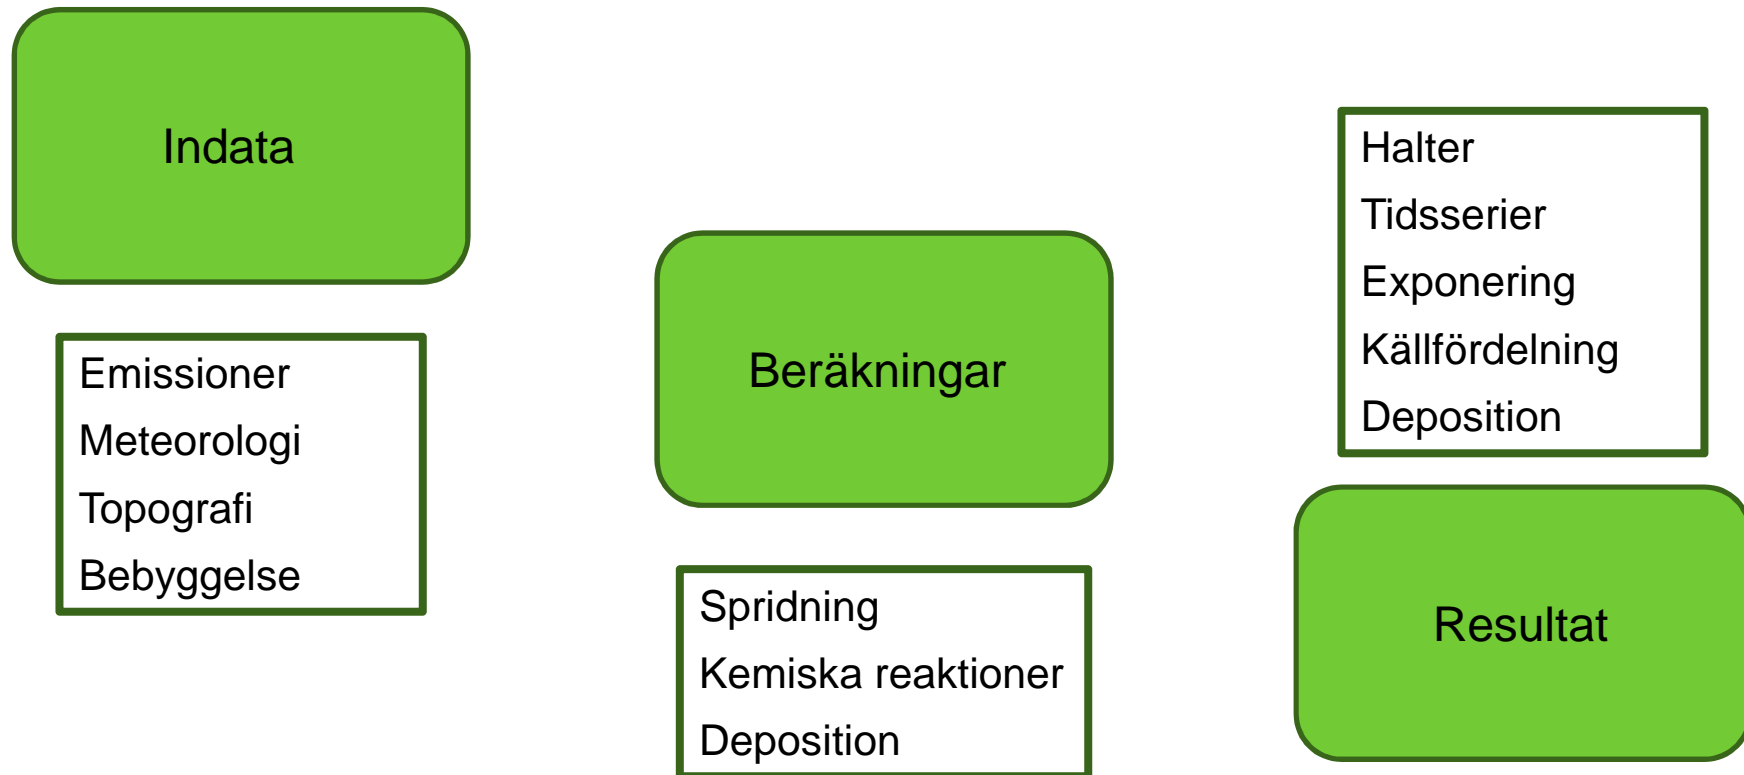 Indata
Emissioner
Meteorologi
Topografi
Bebyggelse
Beräkningar
Spridning
Kemiska reaktioner
Deposition
Halter
Tidsserier
Exponering
Källfördelning
Deposition
Resultat